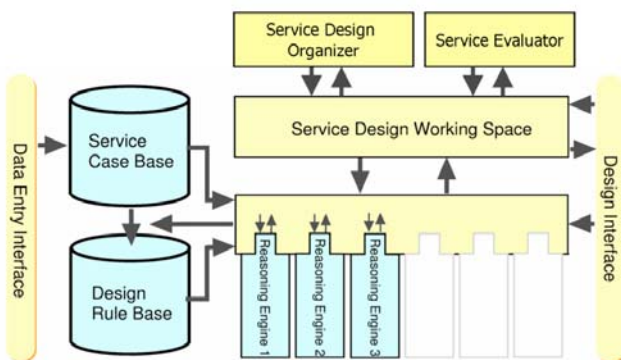 Service Design
Organizer
Service Evaluator
Data Entry Interface
Service
Case Base
Service Design Working Space
Design Interface
Design
Rule Base
Reasoning Engine 1
Reasoning Engine 2
Reasoning Engine 3